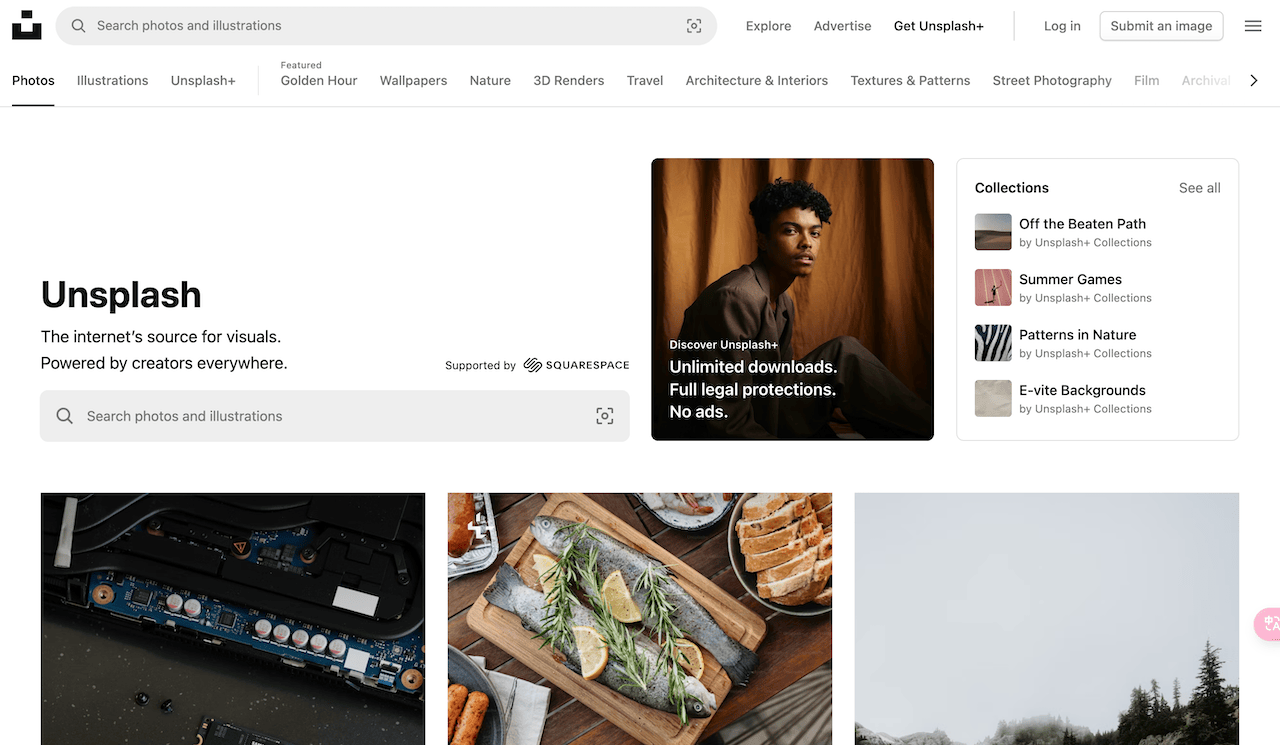 Search photos and illustrations
Explore
Advertise
Get Unsplash+
Log in
Submit an image
Photos
Illustrations
Unsplash+
Featured
Golden Hour
Wallpapers
Nature
3D Renders
Travel
Architecture & Interiors
Textures & Patterns
Street Photography
Film
Archival
Unsplash
The internet’s source for visuals.
Powered by creators everywhere.
Supported by SQUARESPACE
Search photos and illustrations
Discover Unsplash+
Unlimited downloads.
Full legal protections.
No ads.
Collections
See all
Off the Beaten Path
by Unsplash+ Collections
Summer Games
by Unsplash+ Collections
Patterns in Nature
by Unsplash+ Collections
E-vite Backgrounds
by Unsplash+ Collections